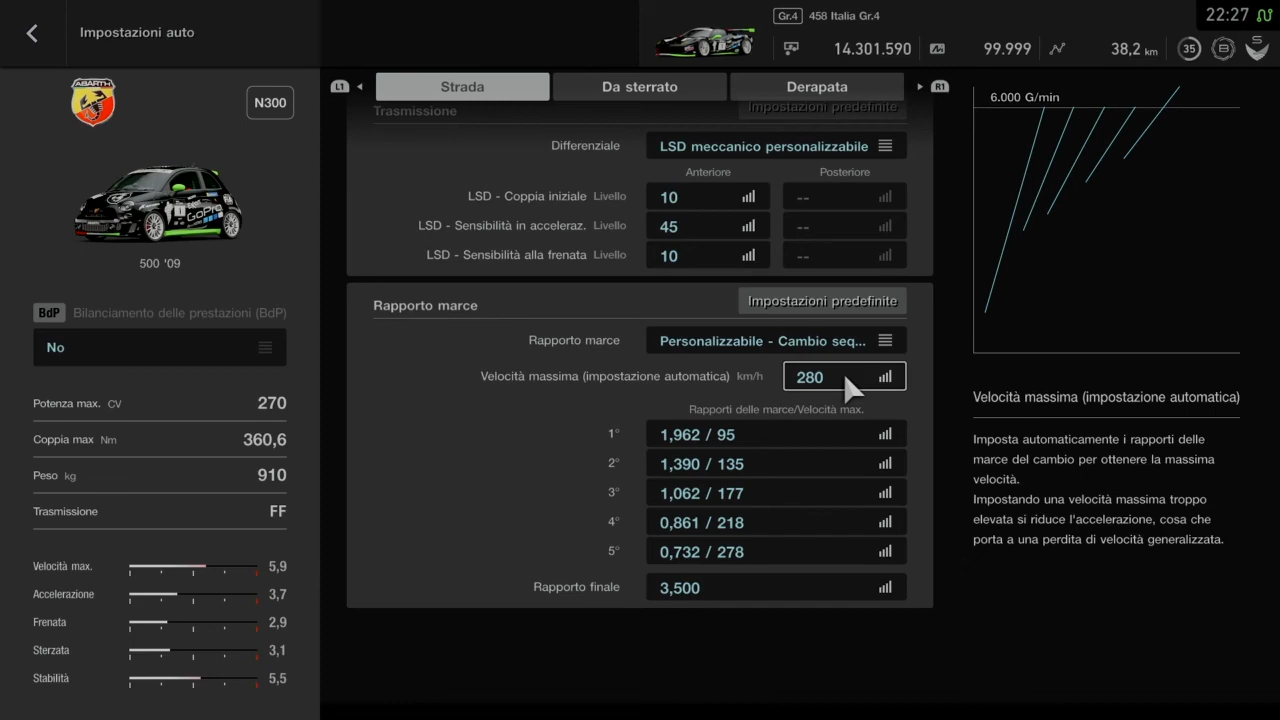 Impostazioni auto
Gr.4 458 Italia Gr.4
22:27
14.301.590 99.999 38,2 km 35 B S
ABARTH
N300
GoPro
500 '09
BdP Bilanciamento delle prestazioni (BdP)
No
Potenza max. CV 270
Coppia max Nm 360,6
Peso kg 910
Trasmissione FF
Velocità max. 5,9
Accelerazione 3,7
Frenata 2,9
Sterzata 3,1
Stabilità 5,5
L1 Strada Da sterrato Derapata R1
Trasmissione Impostazioni predefinite
Differenziale LSD meccanico personalizzabile
Anteriore Posteriore
LSD - Coppia iniziale Livello 10 --
LSD - Sensibilità in acceleraz. Livello 45 --
LSD - Sensibilità alla frenata Livello 10 --
Rapporto marce Impostazioni predefinite
Rapporto marce Personalizzabile - Cambio seq...
Velocità massima (impostazione automatica) km/h 280
Rapporti delle marce/Velocità max.
1° 1,962 / 95
2° 1,390 / 135
3° 1,062 / 177
4° 0,861 / 218
5° 0,732 / 278
Rapporto finale 3,500
6.000 G/min
Velocità massima (impostazione automatica)
Imposta automaticamente i rapporti delle
marce del cambio per ottenere la massima
velocità.
Impostando una velocità massima troppo
elevata si riduce l'accelerazione, cosa che
porta a una perdita di velocità generalizzata.